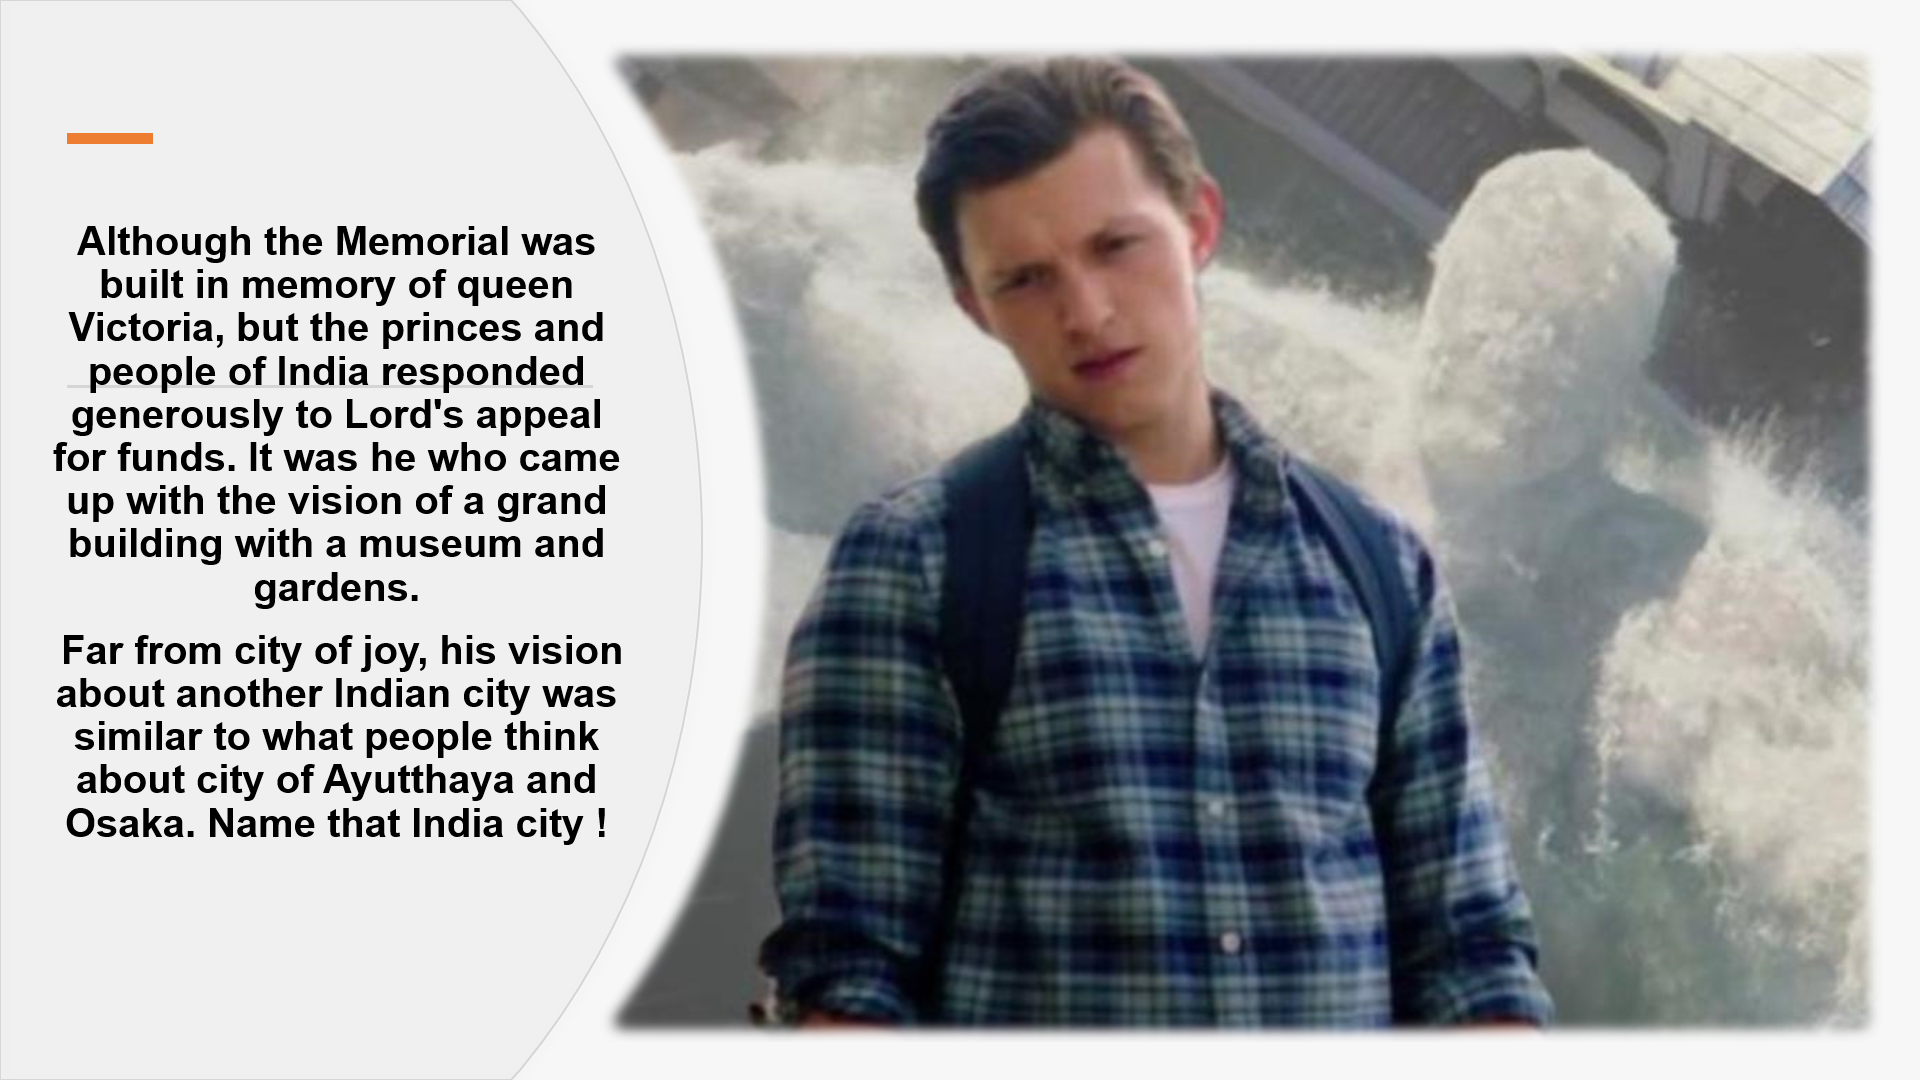 Although the Memorial was
built in memory of queen
Victoria, but the princes and
people of India responded
generously to Lord's appeal
for funds. It was he who came
up with the vision of a grand
building with a museum and
gardens.
Far from city of joy, his vision
about another Indian city was
similar to what people think
about city of Ayutthaya and
Osaka. Name that India city !